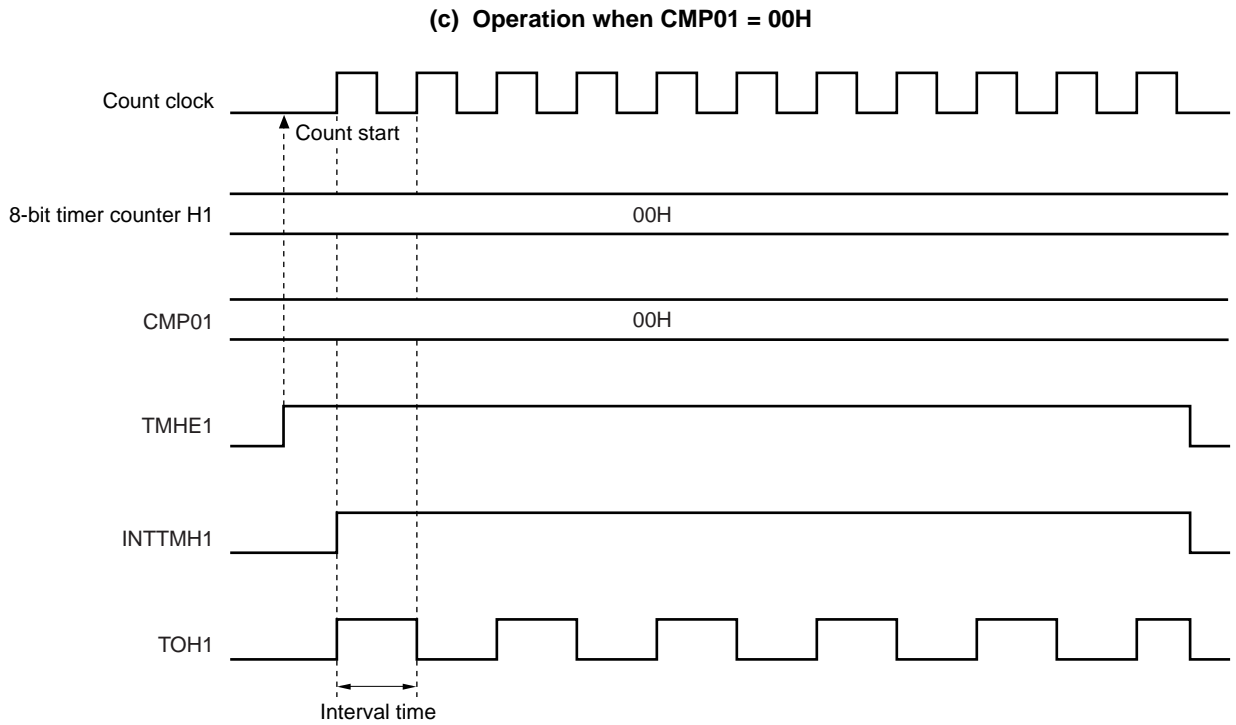 (c) Operation when CMP01 = 00H
Count clock
Count start
8-bit timer counter H1
00H
CMP01
00H
TMHE1
INTTMH1
TOH1
Interval time